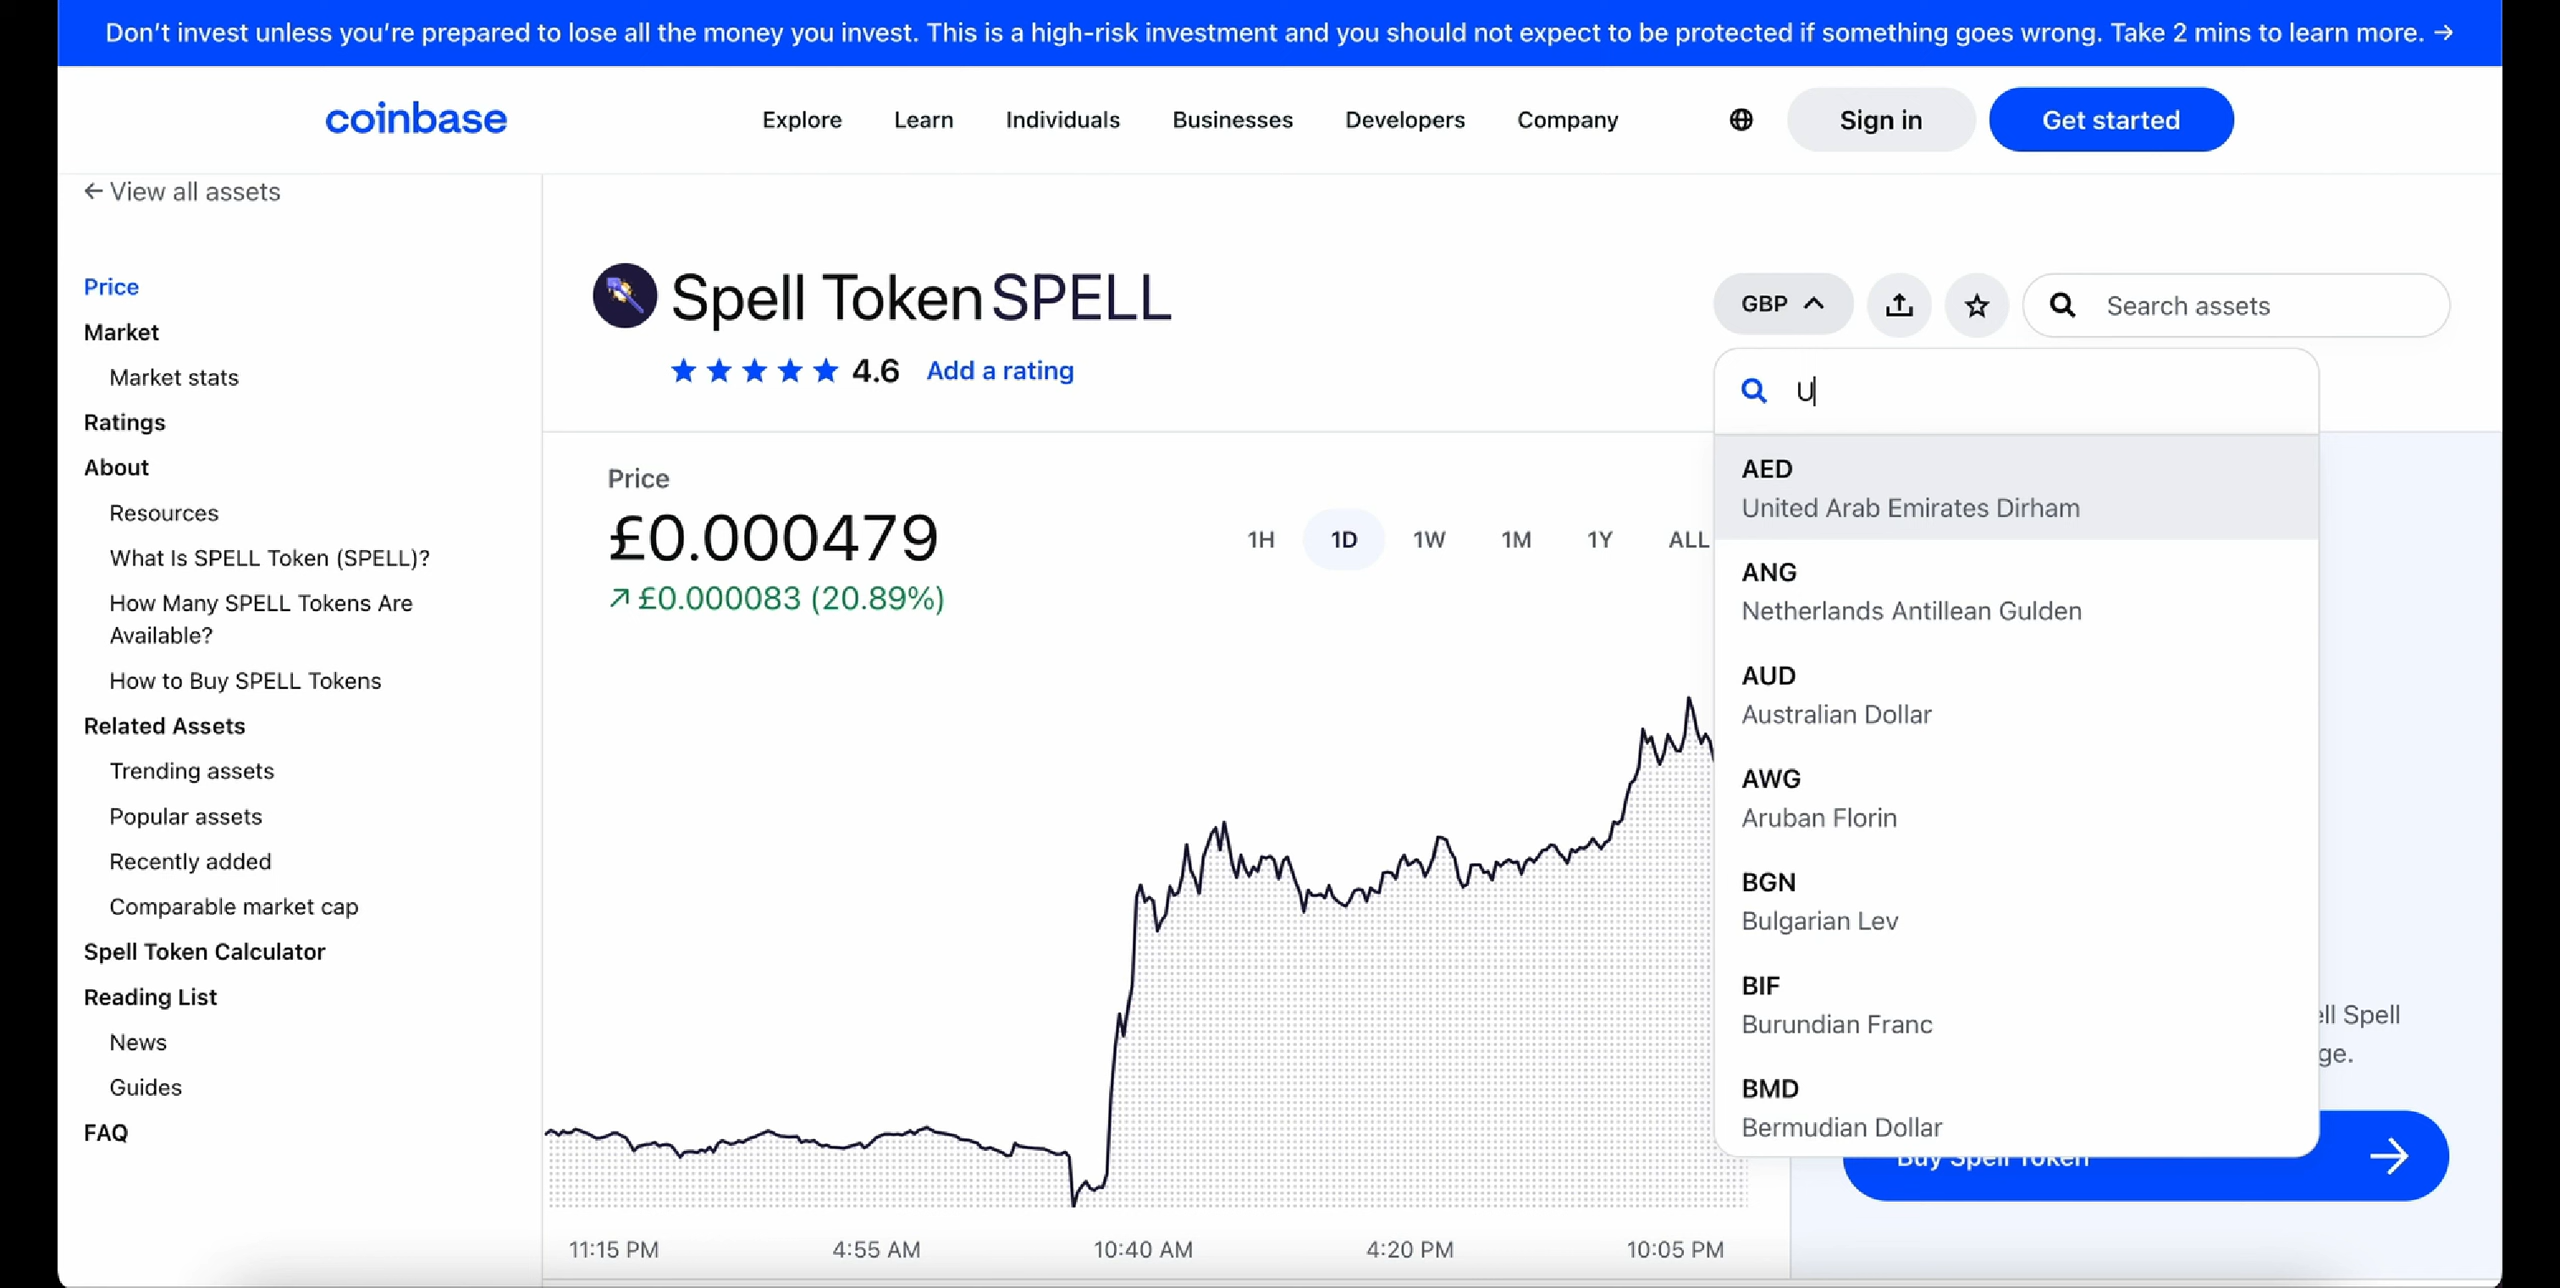 Don't invest unless you're prepared to lose all the money you invest. This is a high-risk investment and you should not expect to be protected if something goes wrong. Take 2 mins to learn more. →
coinbase
Explore
Learn
Individuals
Businesses
Developers
Company
Sign in
Get started
← View all assets
Price
Market
Market stats
Ratings
About
Resources
What Is SPELL Token (SPELL)?
How Many SPELL Tokens Are
Available?
How to Buy SPELL Tokens
Related Assets
Trending assets
Popular assets
Recently added
Comparable market cap
Spell Token Calculator
Reading List
News
Guides
FAQ
Spell Token SPELL
4.6 Add a rating
GBP
Search assets
U
AED
United Arab Emirates Dirham
ANG
Netherlands Antillean Gulden
AUD
Australian Dollar
AWG
Aruban Florin
BGN
Bulgarian Lev
BIF
Burundian Franc
BMD
Bermudian Dollar
Price
£0.000479
↗ £0.000083 (20.89%)
1H
1D
1W
1M
1Y
ALL
11:15 PM
4:55 AM
10:40 AM
4:20 PM
10:05 PM
Spell
Buy Spell Token